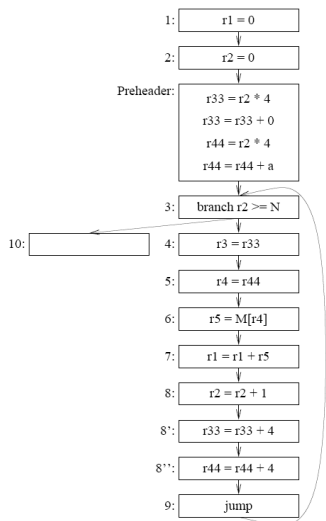 1: r1 = 0
2: r2 = 0
Preheader: r33 = r2 * 4
r33 = r33 + 0
r44 = r2 * 4
r44 = r44 + a
3: branch r2 >= N
10: 4: r3 = r33
5: r4 = r44
6: r5 = M[r4]
7: r1 = r1 + r5
8: r2 = r2 + 1
8': r33 = r33 + 4
8'': r44 = r44 + 4
9: jump